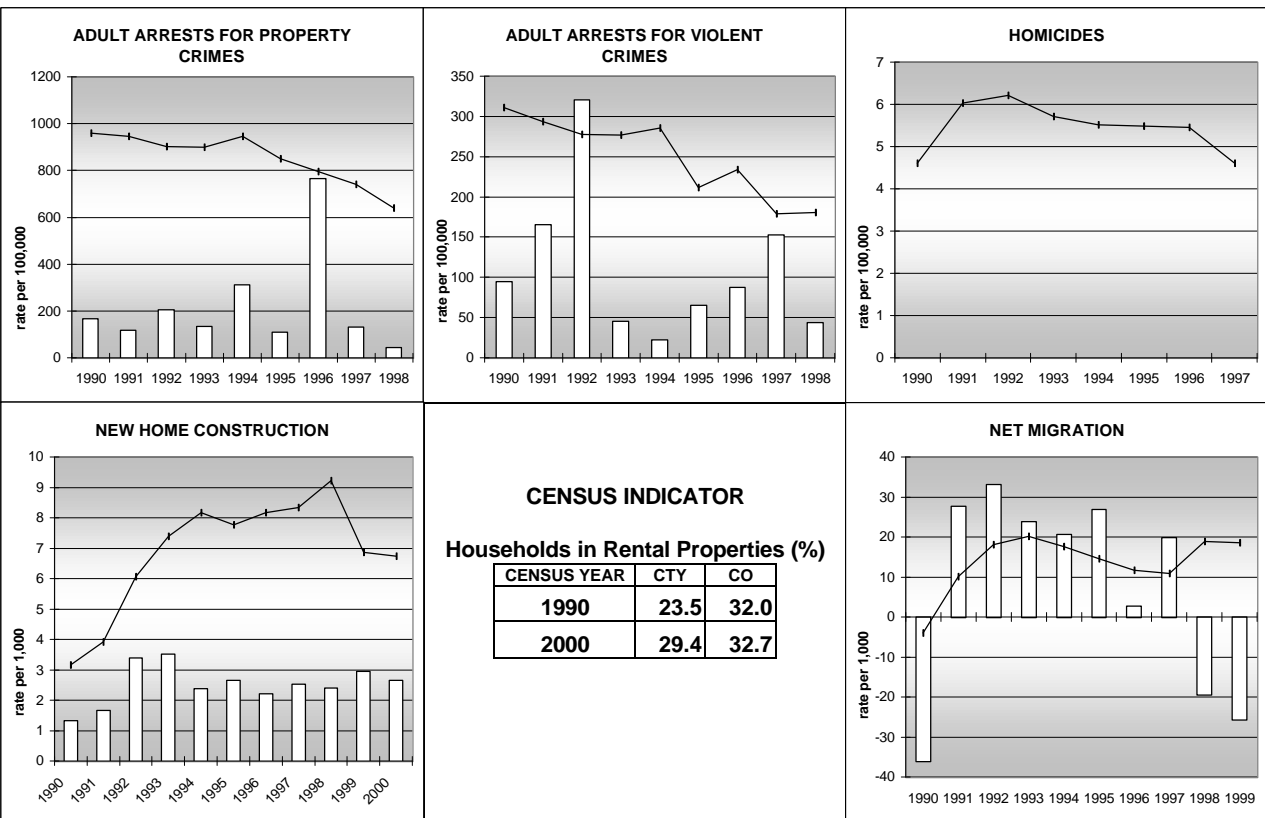 ADULT ARRESTS FOR PROPERTY
CRIMES
1200
1000
800
600
400
200
0
rate per 100,000
1990 1991 1992 1993 1994 1995 1996 1997 1998
ADULT ARRESTS FOR VIOLENT
CRIMES
350
300
250
200
150
100
50
0
rate per 100,000
1990 1991 1992 1993 1994 1995 1996 1997 1998
HOMICIDES
7
6
5
4
3
2
1
0
rate per 100,000
1990 1991 1992 1993 1994 1995 1996 1997
NEW HOME CONSTRUCTION
10
9
8
7
6
5
4
3
2
1
0
rate per 1,000
1990 1991 1992 1993 1994 1995 1996 1997 1998 1999 2000
CENSUS INDICATOR
Households in Rental Properties (%)
CENSUS YEAR CTY CO
1990 23.5 32.0
2000 29.4 32.7
NET MIGRATION
40
30
20
10
0
-10
-20
-30
-40
rate per 1,000
1990 1991 1992 1993 1994 1995 1996 1997 1998 1999